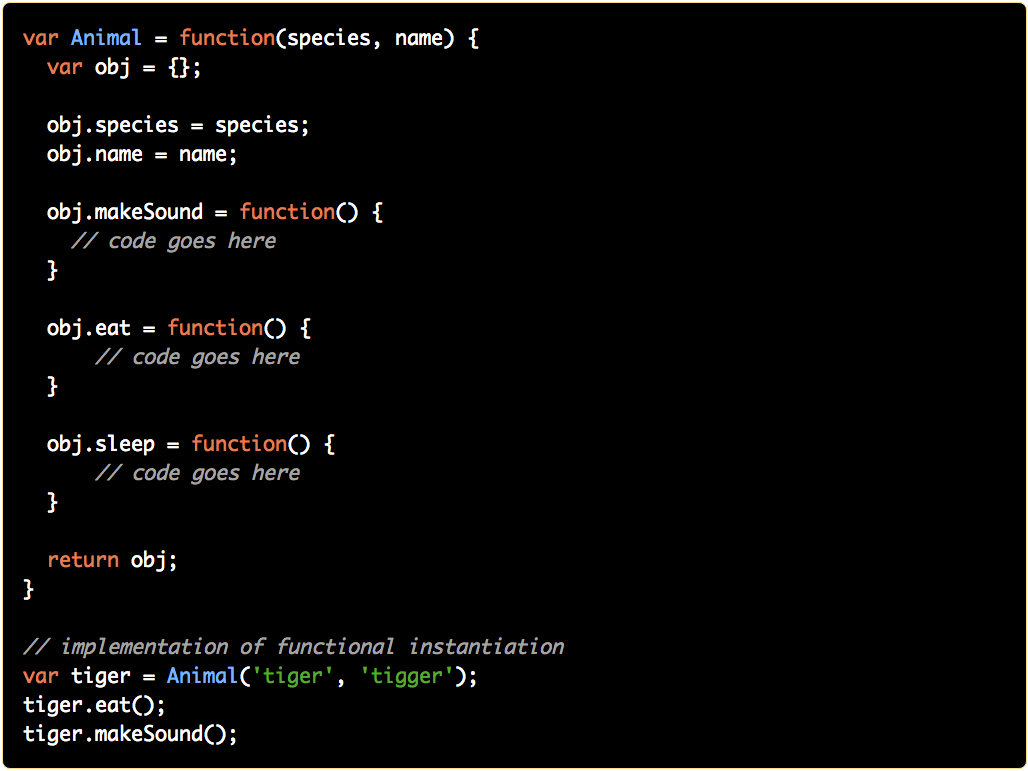 var Animal = function(species, name) {
  var obj = {};

  obj.species = species;
  obj.name = name;

  obj.makeSound = function() {
    // code goes here
  }

  obj.eat = function() {
      // code goes here
  }

  obj.sleep = function() {
      // code goes here
  }

  return obj;
}

// implementation of functional instantiation
var tiger = Animal('tiger', 'tigger');
tiger.eat();
tiger.makeSound();